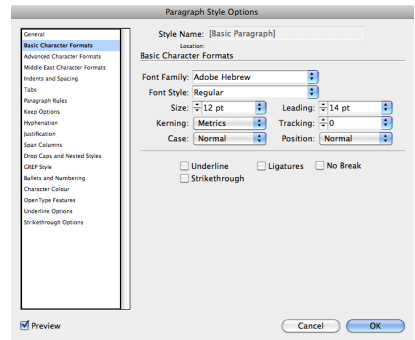 Paragraph Style Options
General
Basic Character Formats
Advanced Character Formats
Middle East Character Formats
Indents and Spacing
Tabs
Paragraph Rules
Keep Options
Hyphenation
Justification
Span Columns
Drop Caps and Nested Styles
GREP Style
Bullets and Numbering
Character Colour
OpenType Features
Underline Options
Strikethrough Options
Style Name: [Basic Paragraph]
Location:
Basic Character Formats
Font Family: Adobe Hebrew
Font Style: Regular
Size: 12 pt Leading: 14 pt
Kerning: Metrics Tracking: 0
Case: Normal Position: Normal
Underline Ligatures No Break
Strikethrough
Preview Cancel OK